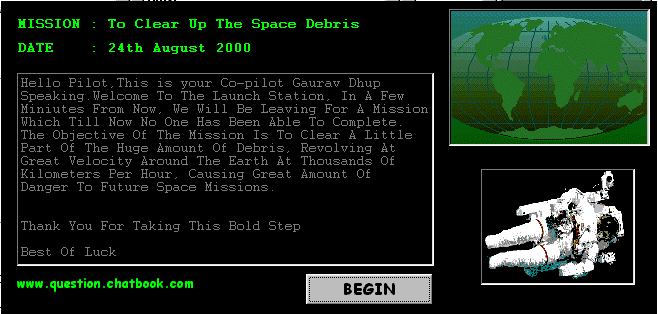 MISSION : To Clear Up The Space Debris
DATE    : 24th August 2000
Hello Pilot,This is your Co-pilot Gaurav Dhup
Speaking.Welcome To The Launch Station, In A Few
Miniutes From Now, We Will Be Leaving For A Mission
Which Till Now No One Has Been Able To Complete.
The Objective Of The Mission Is To Clear A Little
Part Of The Huge Amount Of Debris, Revolving At
Great Velocity Around The Earth At Thousands Of
Kilometers Per Hour, Causing Great Amount Of
Danger To Future Space Missions.
Thank You For Taking This Bold Step
Best Of Luck
www.question.chatbook.com
BEGIN